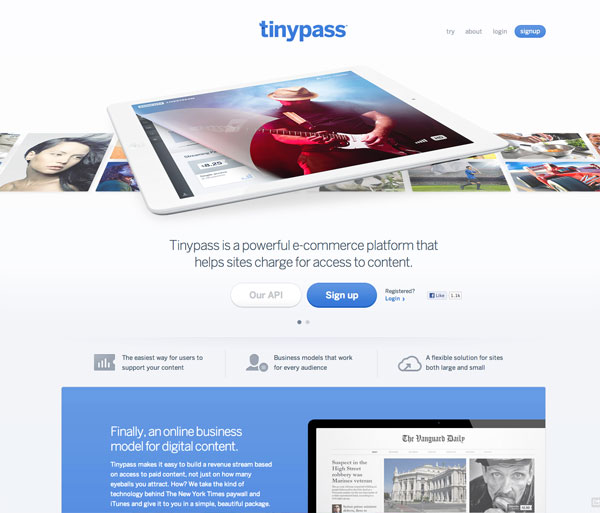 tinypass
try about login signup
$.25
Tinypass is a powerful e-commerce platform that
helps sites charge for access to content.
Our API
Sign up
Registered?
Login ›
Like
1.1k
The easiest way for users to
support your content
Business models that work
for every audience
A flexible solution for sites
both large and small
Finally, an online business
model for digital content.
Tinypass makes it easy to build a revenue stream based
on access to paid content, not just on how many
eyeballs you attract. How? We take the kind of
technology behind The New York Times paywall and
iTunes and give it to you in a simple, beautiful package.
The Vanguard Daily
Suspect in the
High Street
robbery was
Mariner veteran